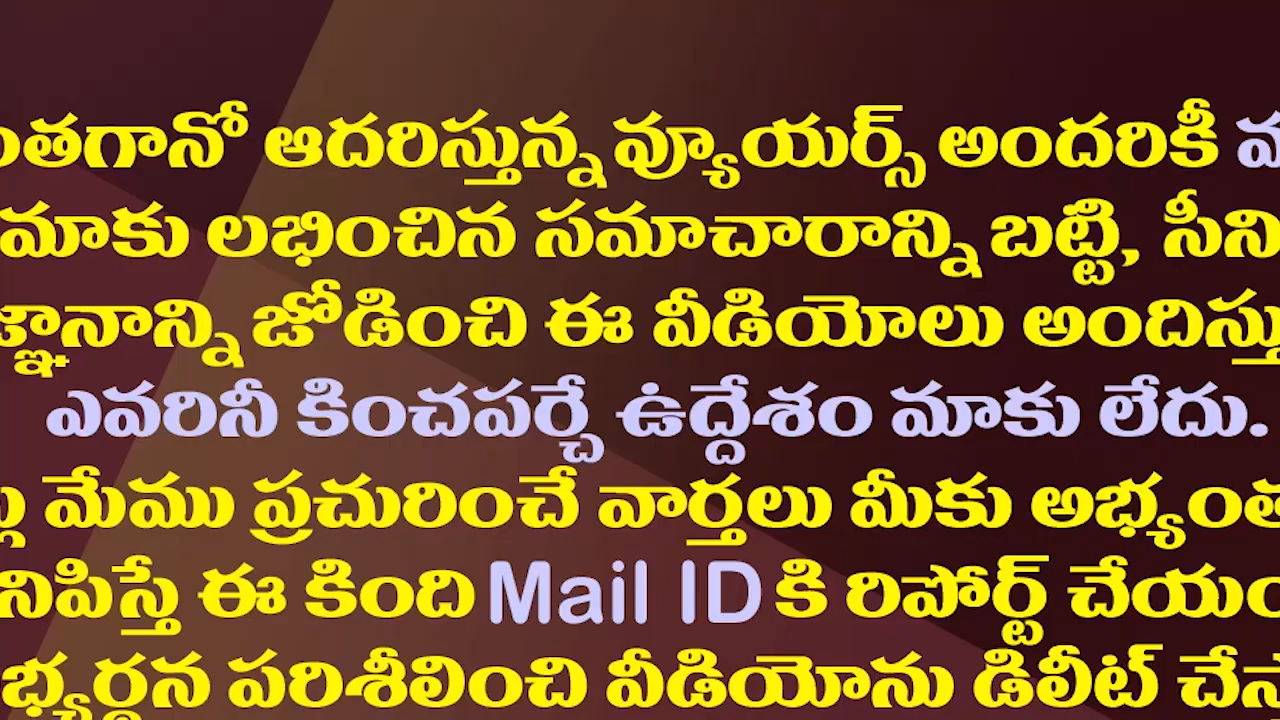 ఆదరిస్తున్న వ్యూయర్స్ అందరికీ
మాకు లభించిన సమాచారాన్ని బట్టి,
జోడించి ఈ వీడియోలు
ఎవరినీ కించపర్చే ఉద్దేశం మాకు లేదు.
మేము ప్రచురించే వార్తలు మీకు
ఈ కింది Mail ID కి రిపోర్ట్
పరిశీలించి వీడియోను డిలీట్